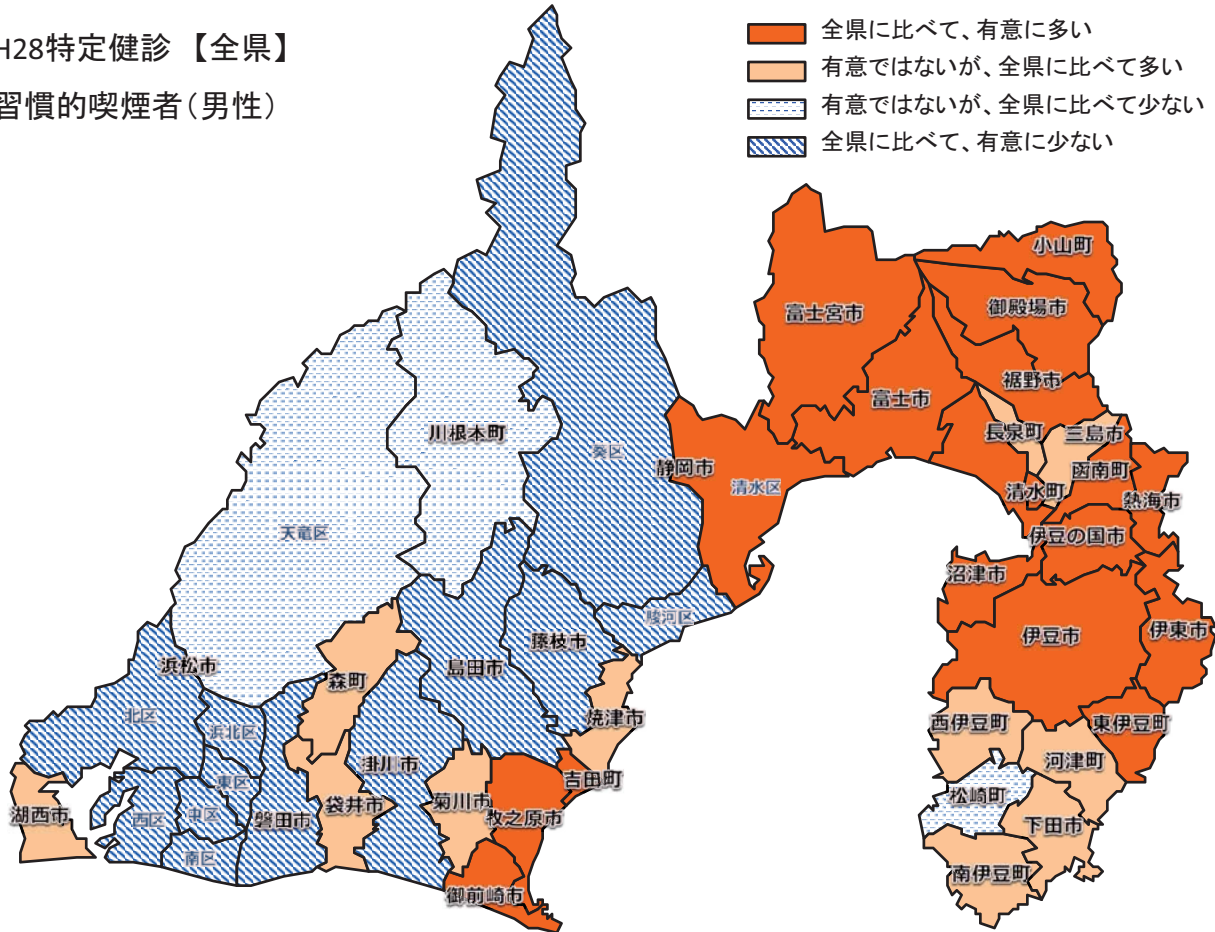 H28特定健診 【全県】
習慣的喫煙者(男性)
全県に比べて、有意に多い
有意ではないが、全県に比べて多い
有意ではないが、全県に比べて少ない
全県に比べて、有意に少ない
小山町
御殿場市
富士宮市
裾野市
富士市
長泉町
三島市
川根本町
葵区
静岡市
清水区
函南町
清水町
熱海市
天竜区
伊豆の国市
沼津市
駿河区
伊豆市
伊東市
藤枝市
島田市
浜松市
森町
北区
浜北区
焼津市
西伊豆町
東伊豆町
掛川市
河津町
東区
吉田町
松崎町
湖西市
西区
中区
磐田市
袋井市
菊川市
牧之原市
下田市
南区
南伊豆町
御前崎市